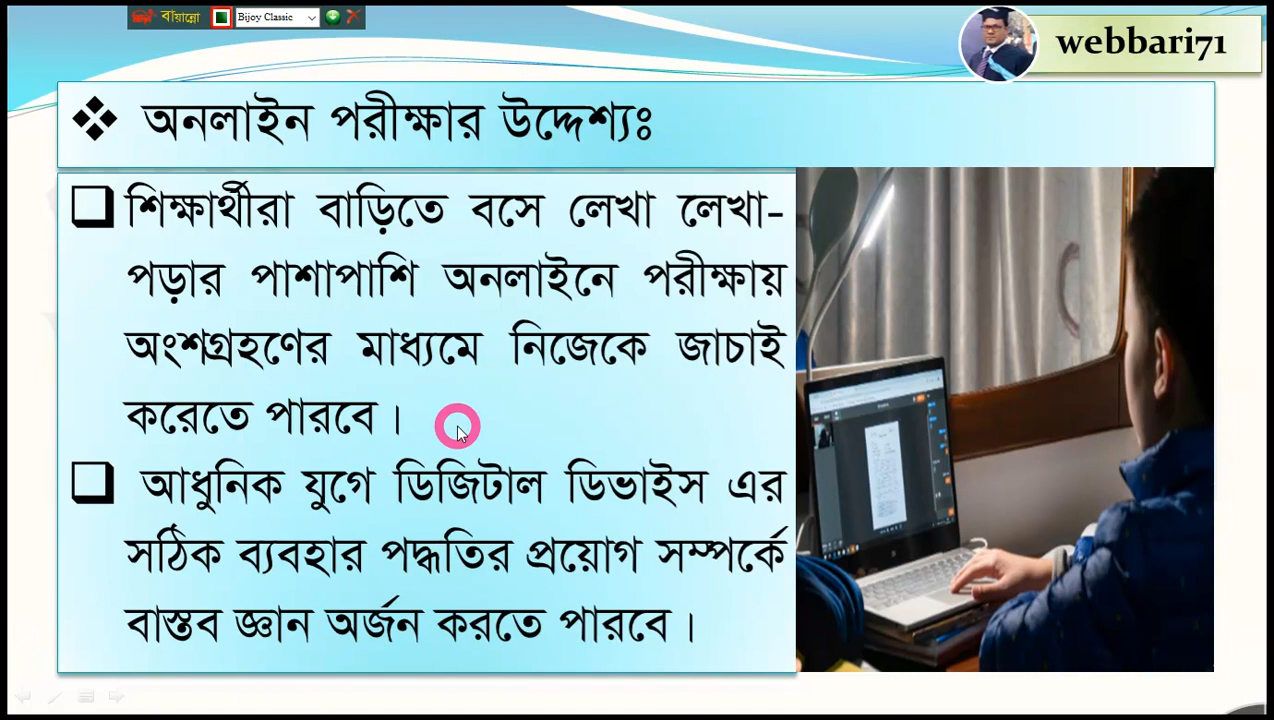 বায়ান্নো
Bijoy Classic
webbari71
অনলাইন পরীক্ষার উদ্দেশ্যঃ
শিক্ষার্থীরা বাড়িতে বসে লেখা লেখা-
পড়ার পাশাপাশি অনলাইনে পরীক্ষায়
অংশগ্রহণের মাধ্যমে নিজেকে জাচাই
করেতে পারবে।
আধুনিক যুগে ডিজিটাল ডিভাইস এর
সঠিক ব্যবহার পদ্ধতির প্রয়োগ সম্পর্কে
বাস্তব জ্ঞান অর্জন করতে পারবে।